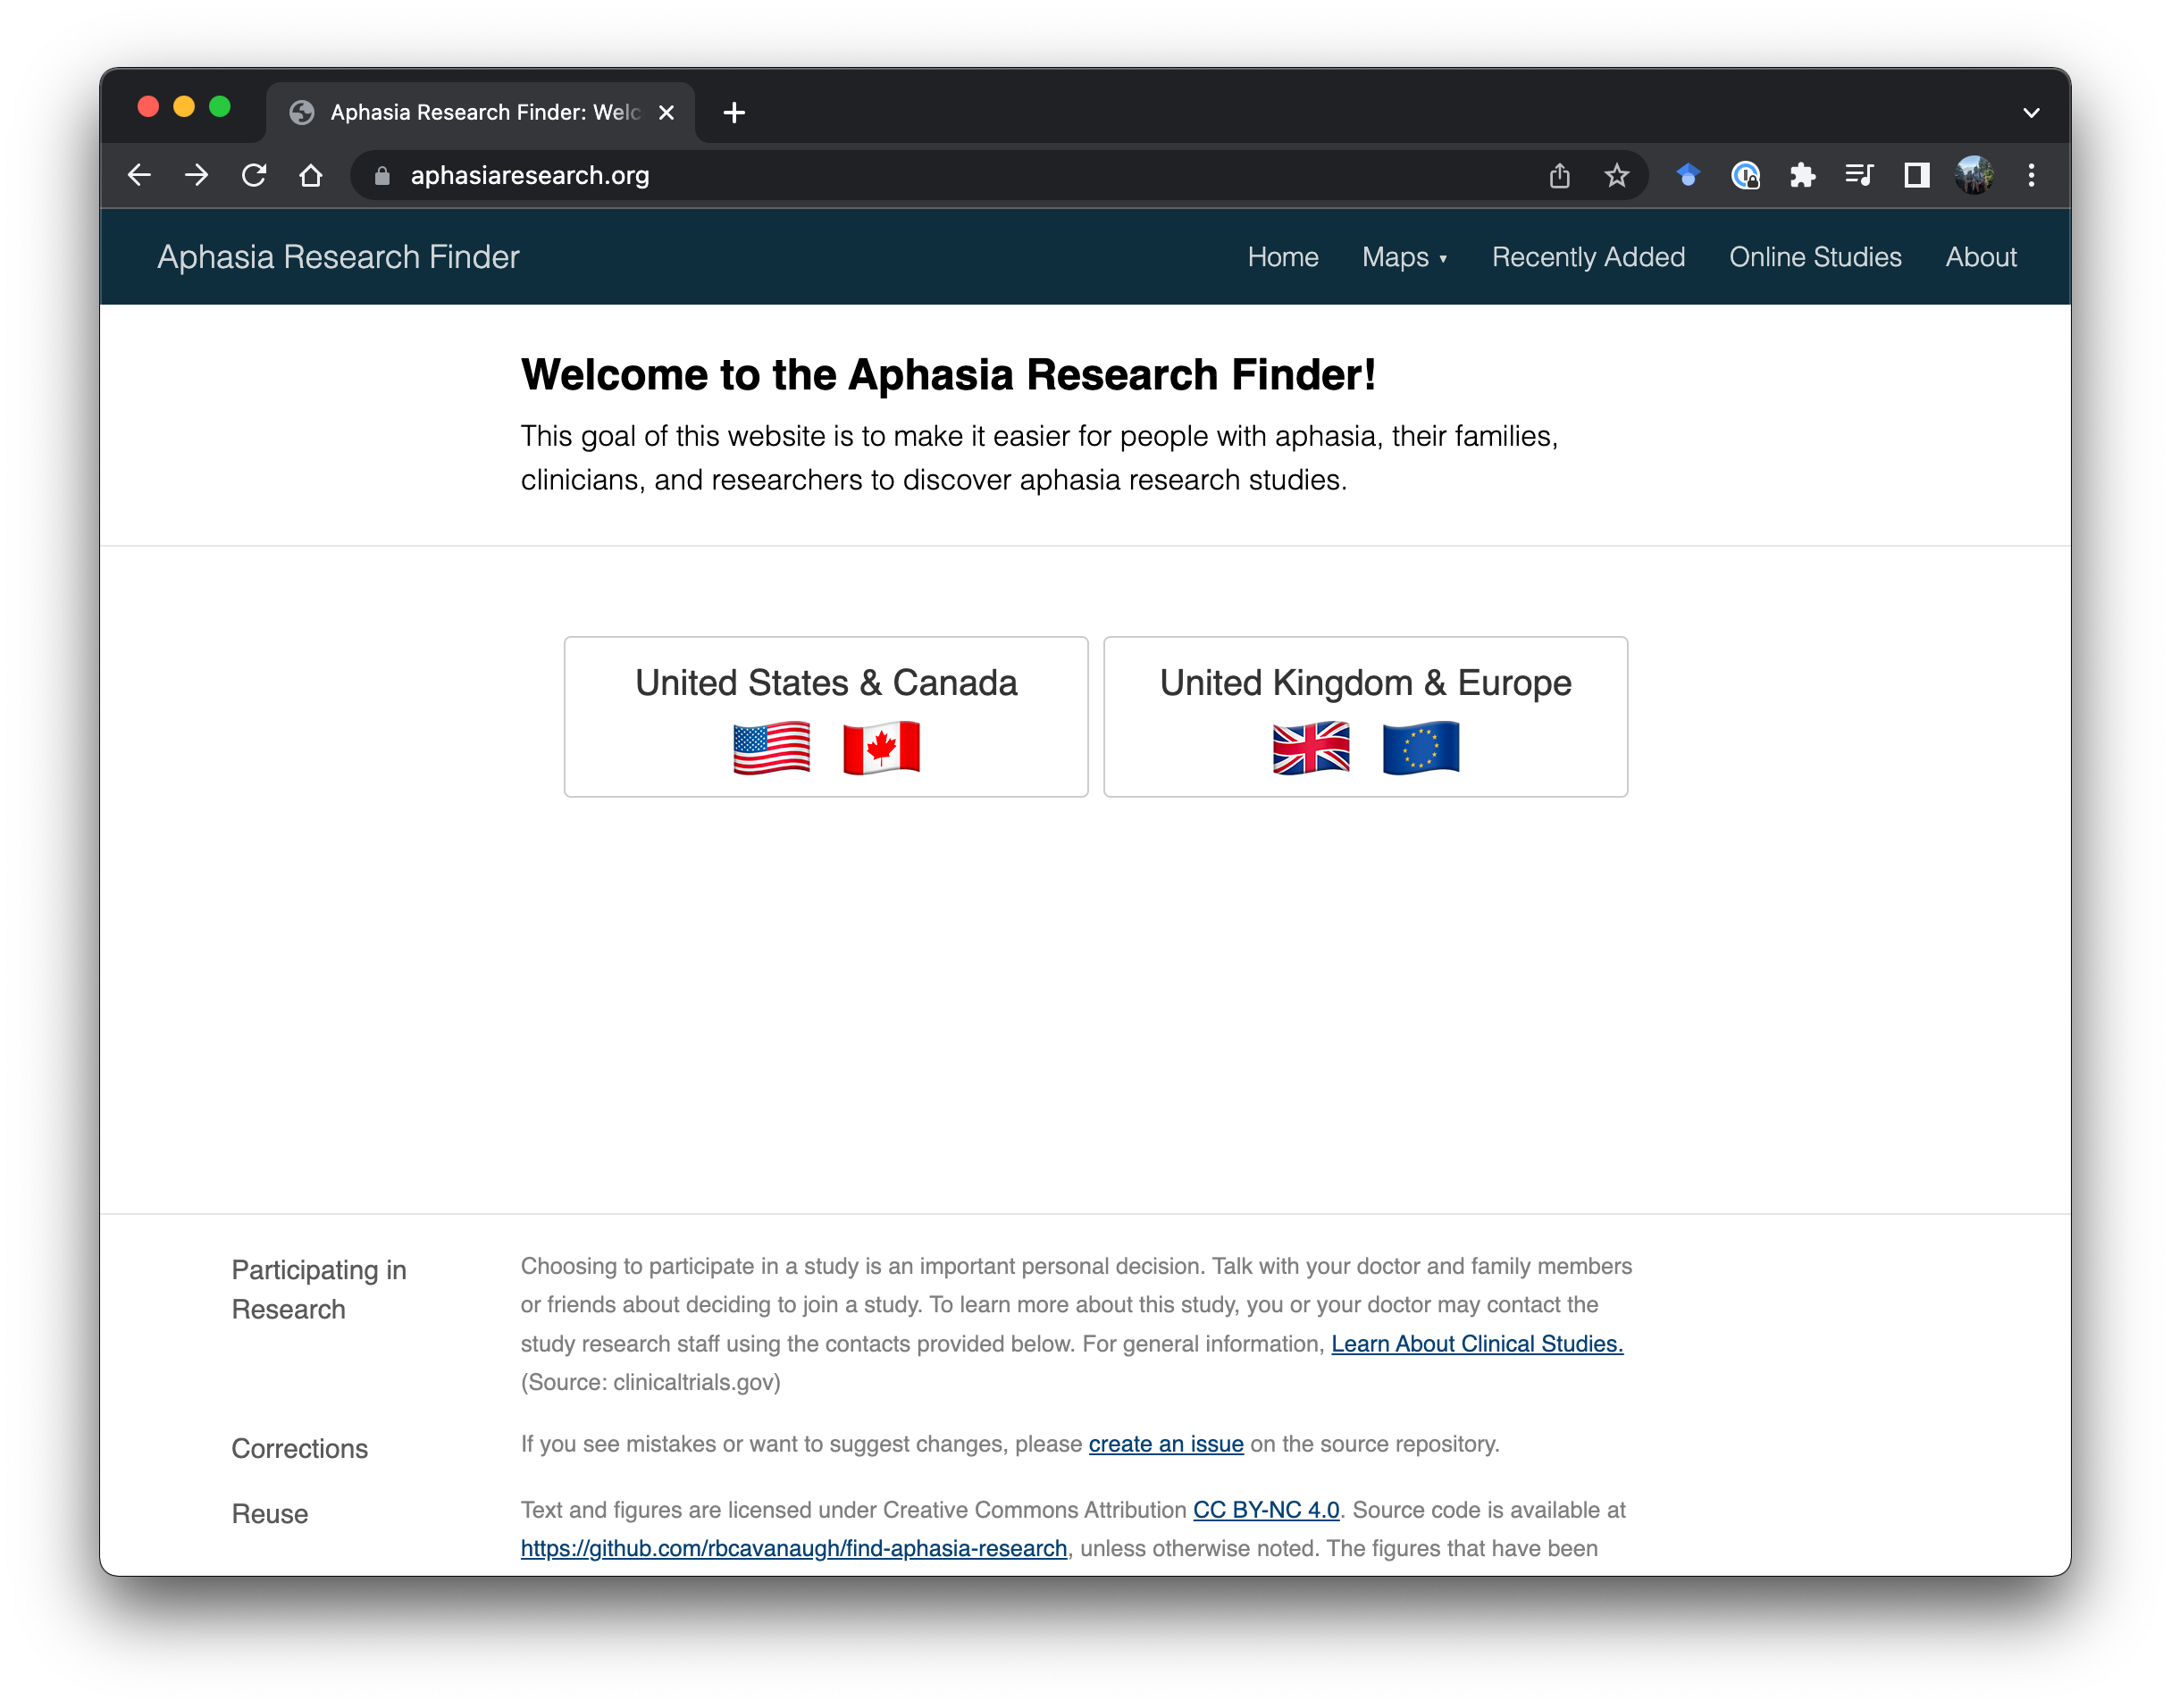 Aphasia Research Finder: Welc
aphasiaresearch.org
Aphasia Research Finder
Home Maps ▾ Recently Added Online Studies About
Welcome to the Aphasia Research Finder!
This goal of this website is to make it easier for people with aphasia, their families,
clinicians, and researchers to discover aphasia research studies.
United States & Canada
United Kingdom & Europe
Participating in
Research
Choosing to participate in a study is an important personal decision. Talk with your doctor and family members
or friends about deciding to join a study. To learn more about this study, you or your doctor may contact the
study research staff using the contacts provided below. For general information, Learn About Clinical Studies.
(Source: clinicaltrials.gov)
Corrections
If you see mistakes or want to suggest changes, please create an issue on the source repository.
Reuse
Text and figures are licensed under Creative Commons Attribution CC BY-NC 4.0. Source code is available at
https://github.com/rbcavanaugh/find-aphasia-research, unless otherwise noted. The figures that have been